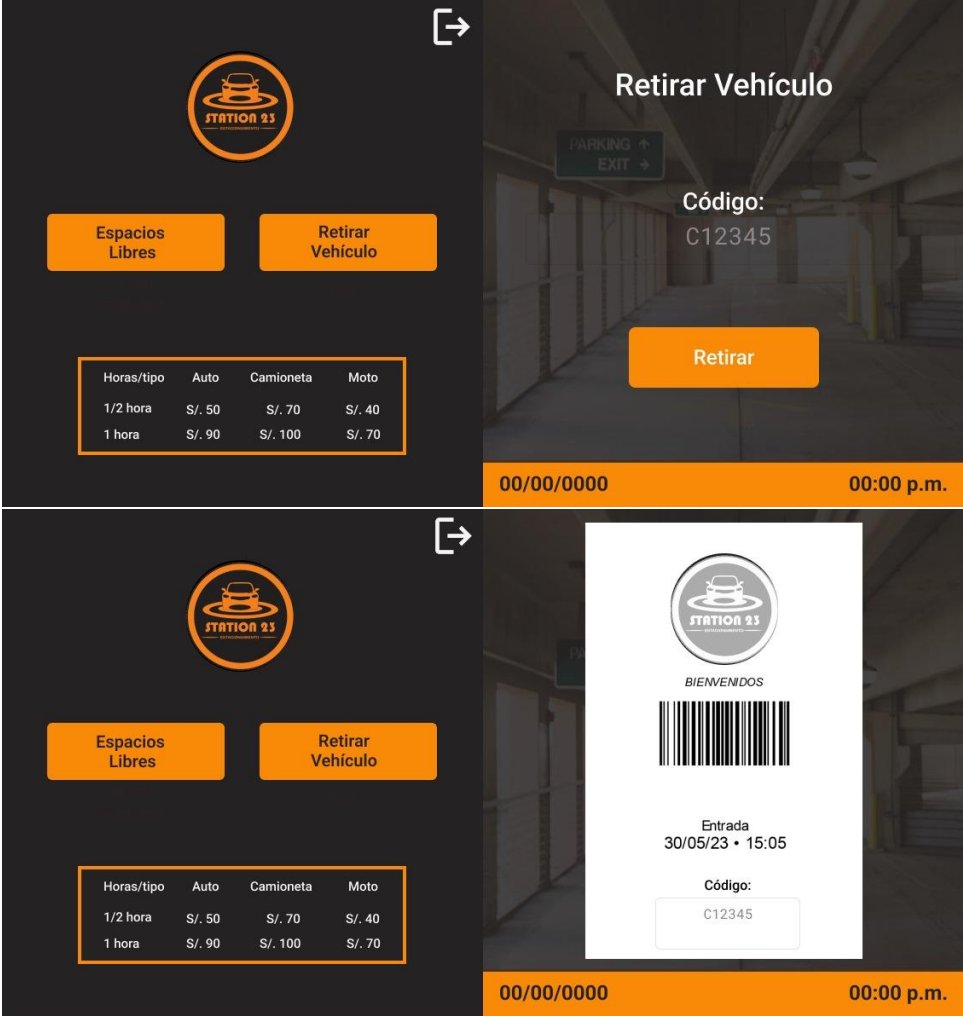 STATION 23
ESTACIONAMIENTO
Espacios
Libres
Retirar
Vehículo
Horas/tipo Auto Camioneta Moto
1/2 hora S/. 50 S/. 70 S/. 40
1 hora S/. 90 S/. 100 S/. 70
Retirar Vehículo
PARKING ↑
EXIT →
Código:
C12345
Retirar
00/00/0000 00:00 p.m.
STATION 23
ESTACIONAMIENTO
Espacios
Libres
Retirar
Vehículo
Horas/tipo Auto Camioneta Moto
1/2 hora S/. 50 S/. 70 S/. 40
1 hora S/. 90 S/. 100 S/. 70
PA
STATION 23
ESTACIONAMIENTO
BIENVENIDOS
Entrada
30/05/23 • 15:05
Código:
C12345
00/00/0000 00:00 p.m.